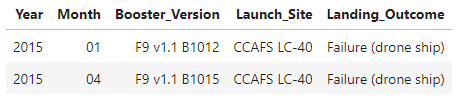 Year Month Booster_Version Launch_Site Landing_Outcome
2015 01 F9 v1.1 B1012 CCAFS LC-40 Failure (drone ship)
2015 04 F9 v1.1 B1015 CCAFS LC-40 Failure (drone ship)